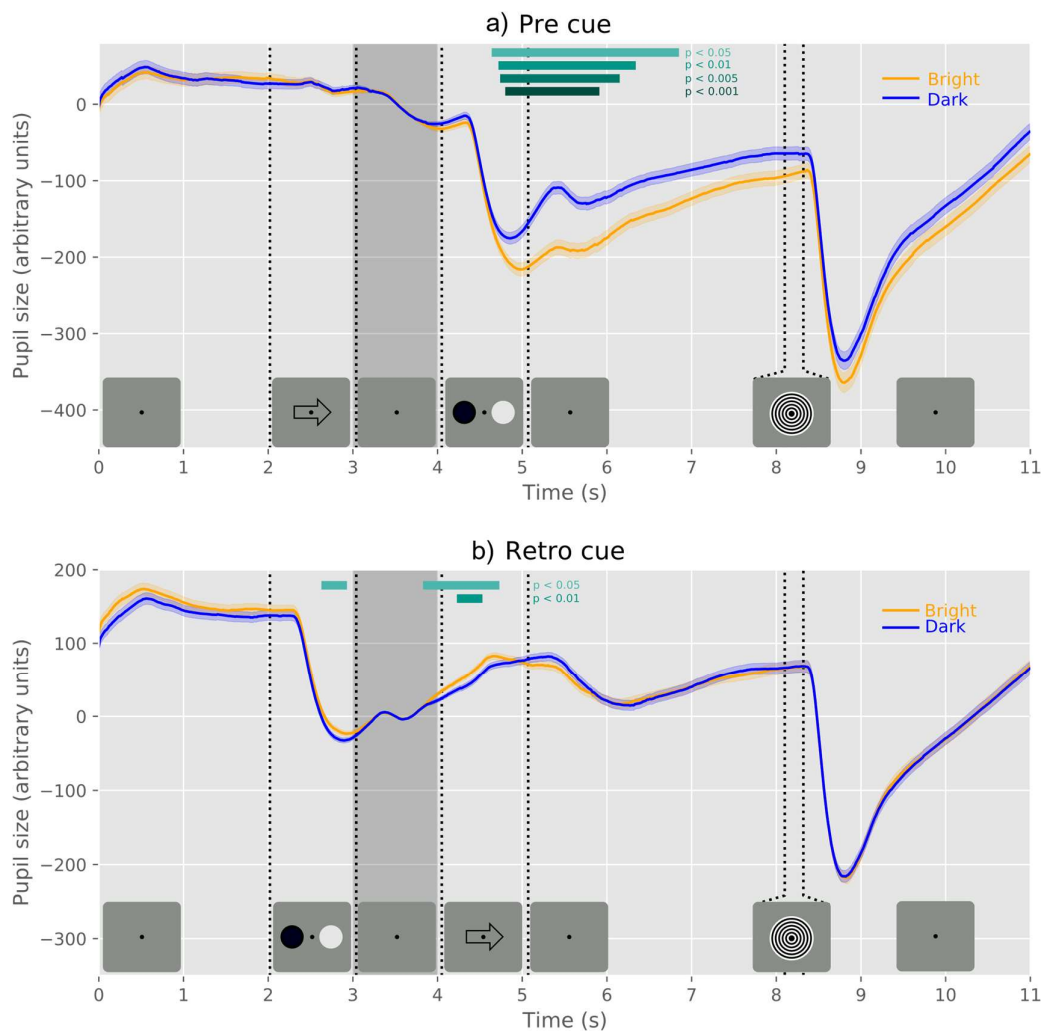 a) Pre cue
p < 0.05
p < 0.01
p < 0.005
p < 0.001
Bright
Dark
Pupil size (arbitrary units)
0
−100
−200
−300
−400
0 1 2 3 4 5 6 7 8 9 10 11
Time (s)
b) Retro cue
p < 0.05
p < 0.01
Bright
Dark
Pupil size (arbitrary units)
200
100
0
−100
−200
−300
0 1 2 3 4 5 6 7 8 9 10 11
Time (s)